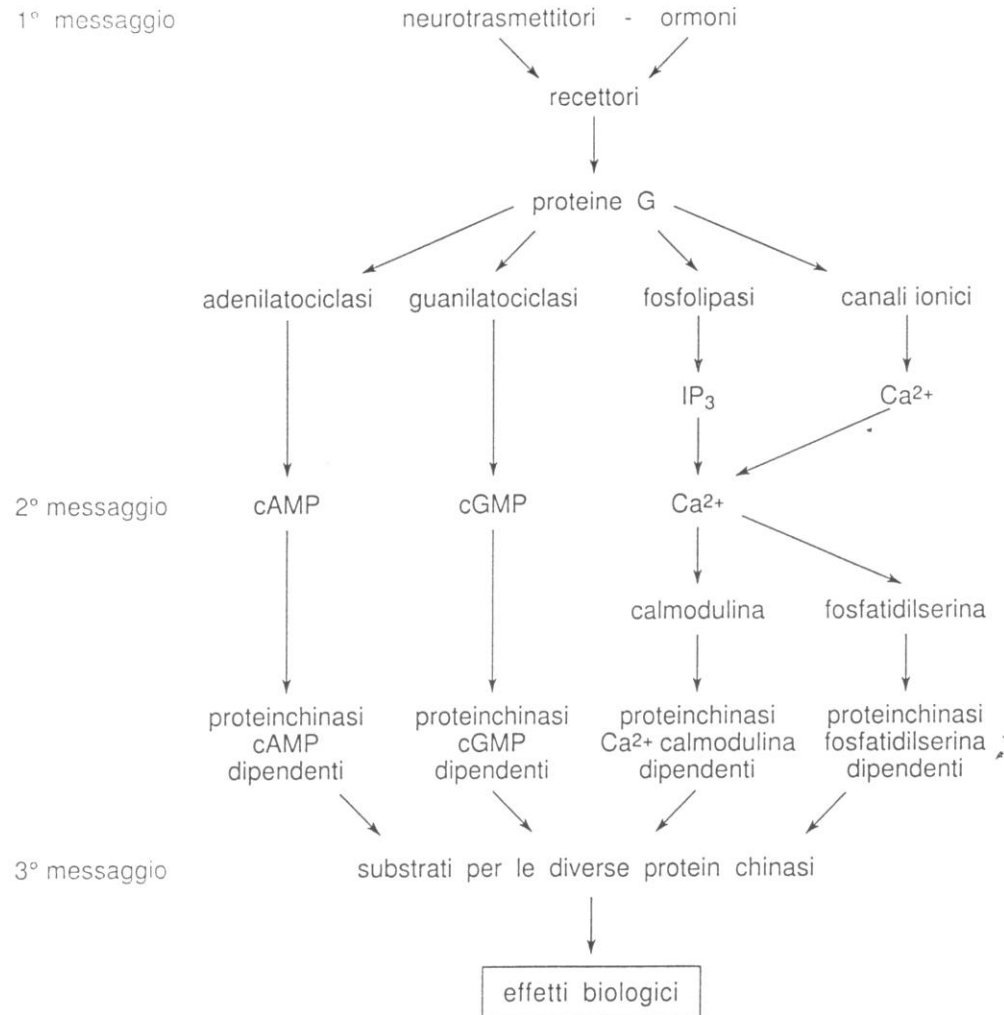 1° messaggio neurotrasmettitori - ormoni
recettori
proteine G
adenilatociclasi guanilatociclasi fosfolipasi canali ionici
IP₃ Ca²⁺
2° messaggio cAMP cGMP Ca²⁺
calmodulina fosfatidilserina
proteinchinasi proteinchinasi proteinchinasi proteinchinasi
cAMP cGMP Ca²⁺ calmodulina fosfatidilserina
dipendenti dipendenti dipendenti dipendenti
3° messaggio substrati per le diverse protein chinasi
effetti biologici